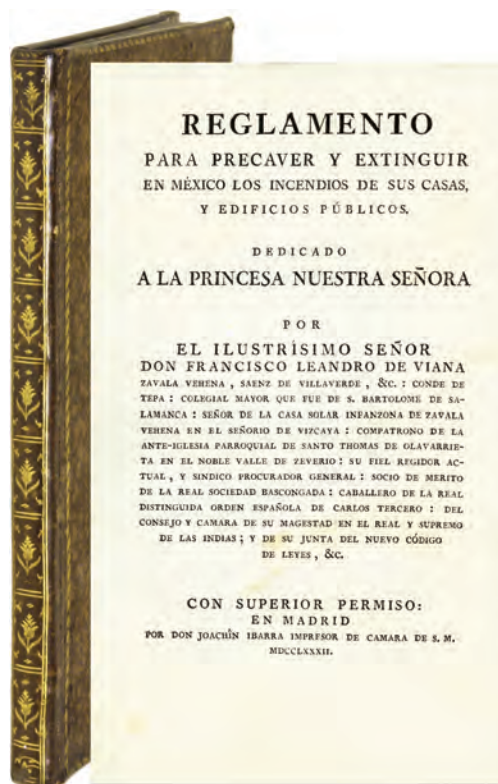 REGLAMENTO
PARA PRECAVER Y EXTINGUIR
EN MÉXICO LOS INCENDIOS DE SUS CASAS,
Y EDIFICIOS PÚBLICOS.
DEDICADO
A LA PRINCESA NUESTRA SEÑORA
POR
EL ILUSTRÍSIMO SEÑOR
DON FRANCISCO LEANDRO DE VIANA
ZAVALA VEHENA, SAENZ DE VILLAVERDE, &C. : CONDE DE
TEPA : COLEGIAL MAYOR QUE FUE DE S. BARTOLOME DE SA-
LAMANCA : SEÑOR DE LA CASA SOLAR INFANZONA DE ZAVALA
VEHENA EN EL SEÑORIO DE VIZCAYA : COMPATRONO DE LA
ANTE-IGLESIA PARROQUIAL DE SANTO THOMAS DE OLAVARRIE-
TA EN EL NOBLE VALLE DE ZEVERIO : SU FIEL REGIDOR AC-
TUAL, Y SINDICO PROCURADOR GENERAL : SOCIO DE MERITO
DE LA REAL SOCIEDAD BASCONGADA : CABALLERO DE LA REAL
DISTINGUIDA ORDEN ESPAÑOLA DE CARLOS TERCERO : DEL
CONSEJO Y CAMARA DE SU MAGESTAD EN EL REAL Y SUPREMO
DE LAS INDIAS ; Y DE SU JUNTA DEL NUEVO CÓDIGO
DE LEYES, &C.
CON SUPERIOR PERMISO:
EN MADRID
POR DON JOACHÎN IBARRA IMPRESOR DE CAMARA DE S. M.
MDCCLXXXII.